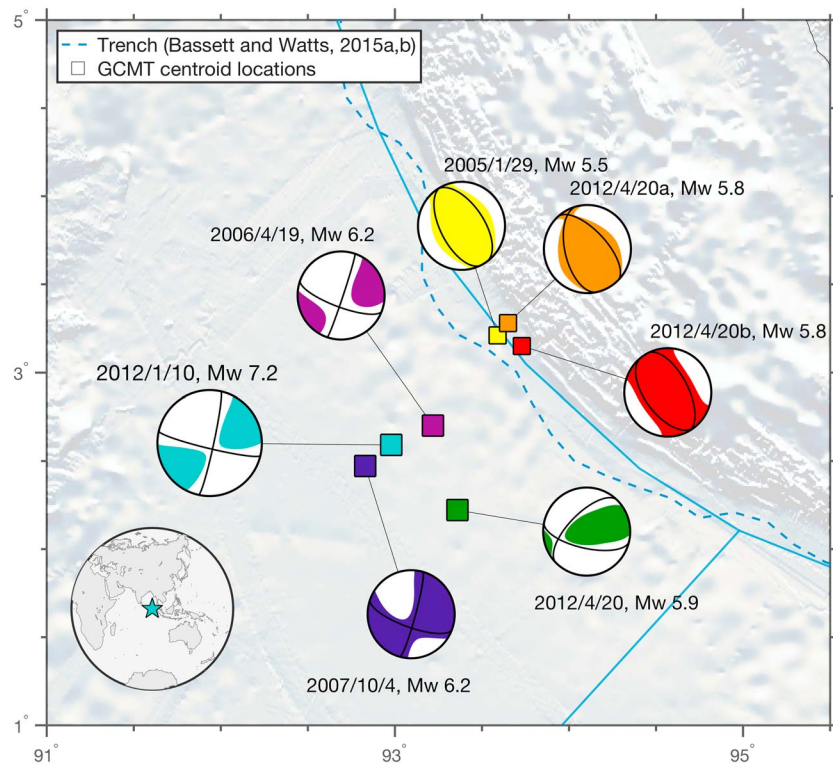 5°
Trench (Bassett and Watts, 2015a,b)
GCMT centroid locations
2005/1/29, Mw 5.5
2012/4/20a, Mw 5.8
2006/4/19, Mw 6.2
2012/4/20b, Mw 5.8
3°
2012/1/10, Mw 7.2
2012/4/20, Mw 5.9
2007/10/4, Mw 6.2
1°
91°
93°
95°